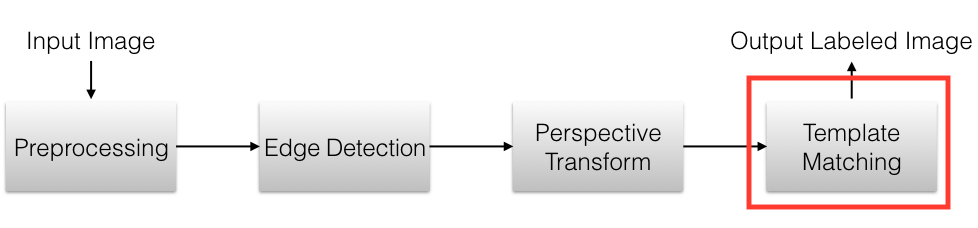 Input Image
Output Labeled Image
Preprocessing
Edge Detection
Perspective
Transform
Template
Matching